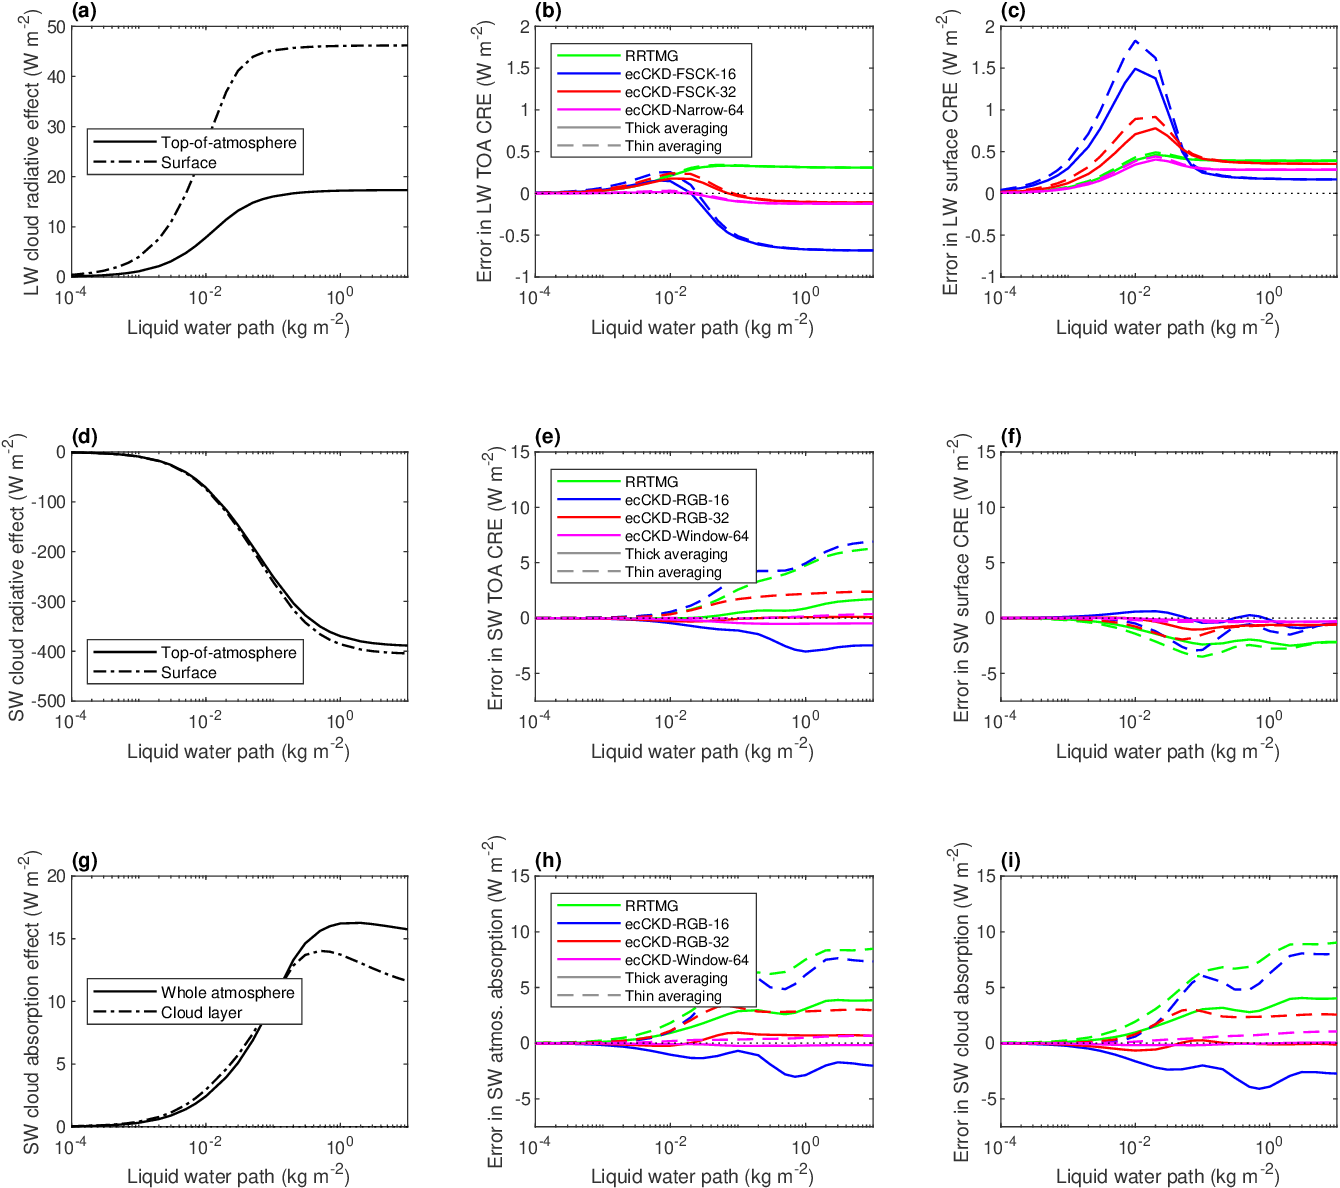 (a)
LW cloud radiative effect (W m-2)
50
40
30
20
10
0
Top-of-atmosphere
Surface
10-4
10-2
100
Liquid water path (kg m-2)
(b)
Error in LW TOA CRE (W m-2)
2
1.5
1
0.5
0
-0.5
-1
RRTMG
ecCKD-FSCK-16
ecCKD-FSCK-32
ecCKD-Narrow-64
Thick averaging
Thin averaging
10-4
10-2
100
Liquid water path (kg m-2)
(c)
Error in LW surface CRE (W m-2)
2
1.5
1
0.5
0
-0.5
-1
10-4
10-2
100
Liquid water path (kg m-2)
(d)
SW cloud radiative effect (W m-2)
0
-100
-200
-300
-400
-500
Top-of-atmosphere
Surface
10-4
10-2
100
Liquid water path (kg m-2)
(e)
Error in SW TOA CRE (W m-2)
15
10
5
0
-5
RRTMG
ecCKD-RGB-16
ecCKD-RGB-32
ecCKD-Window-64
Thick averaging
Thin averaging
10-4
10-2
100
Liquid water path (kg m-2)
(f)
Error in SW surface CRE (W m-2)
15
10
5
0
-5
10-4
10-2
100
Liquid water path (kg m-2)
(g)
SW cloud absorption effect (W m-2)
20
15
10
5
0
Whole atmosphere
Cloud layer
10-4
10-2
100
Liquid water path (kg m-2)
(h)
Error in SW atmos. absorption (W m-2)
15
10
5
0
-5
RRTMG
ecCKD-RGB-16
ecCKD-RGB-32
ecCKD-Window-64
Thick averaging
Thin averaging
10-4
10-2
100
Liquid water path (kg m-2)
(i)
Error in SW cloud absorption (W m-2)
15
10
5
0
-5
10-4
10-2
100
Liquid water path (kg m-2)